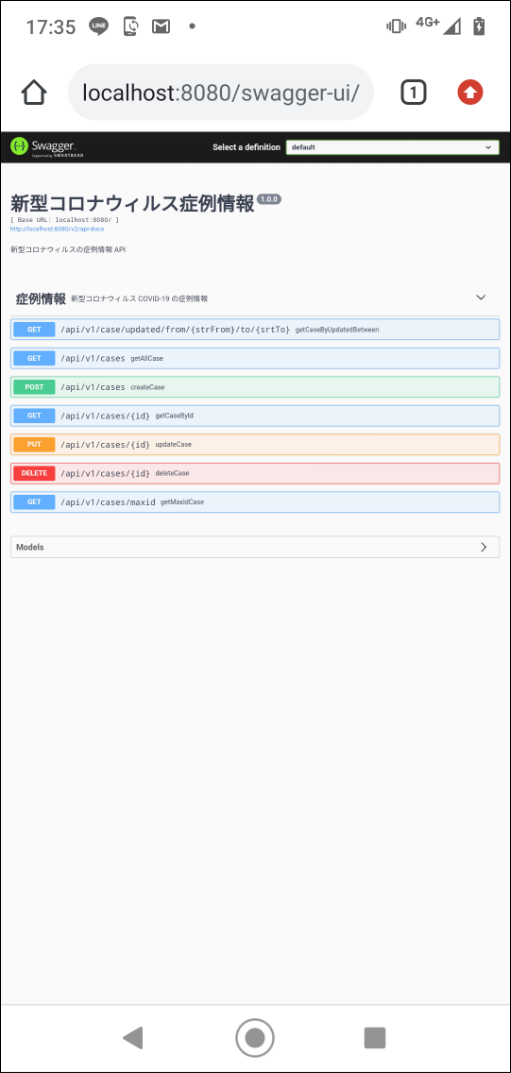 17:35 LINE 4G+
localhost:8080/swagger-ui/ 1
Swagger. Select a definition default
Supported by SMARTBEAR
新型コロナウィルス症例情報 1.0.0
[ Base URL: localhost:8080/ ]
http://localhost:8080/v2/api-docs
新型コロナウィルスの症例情報 API
症例情報 新型コロナウィルス COVID-19 の症例情報
GET /api/v1/case/updated/from/{strFrom}/to/{srtTo} getCaseByUpdatedBetween
GET /api/v1/cases getAllCase
POST /api/v1/cases createCase
GET /api/v1/cases/{id} getCaseById
PUT /api/v1/cases/{id} updateCase
DELETE /api/v1/cases/{id} deleteCase
GET /api/v1/cases/maxid getMaxIdCase
Models